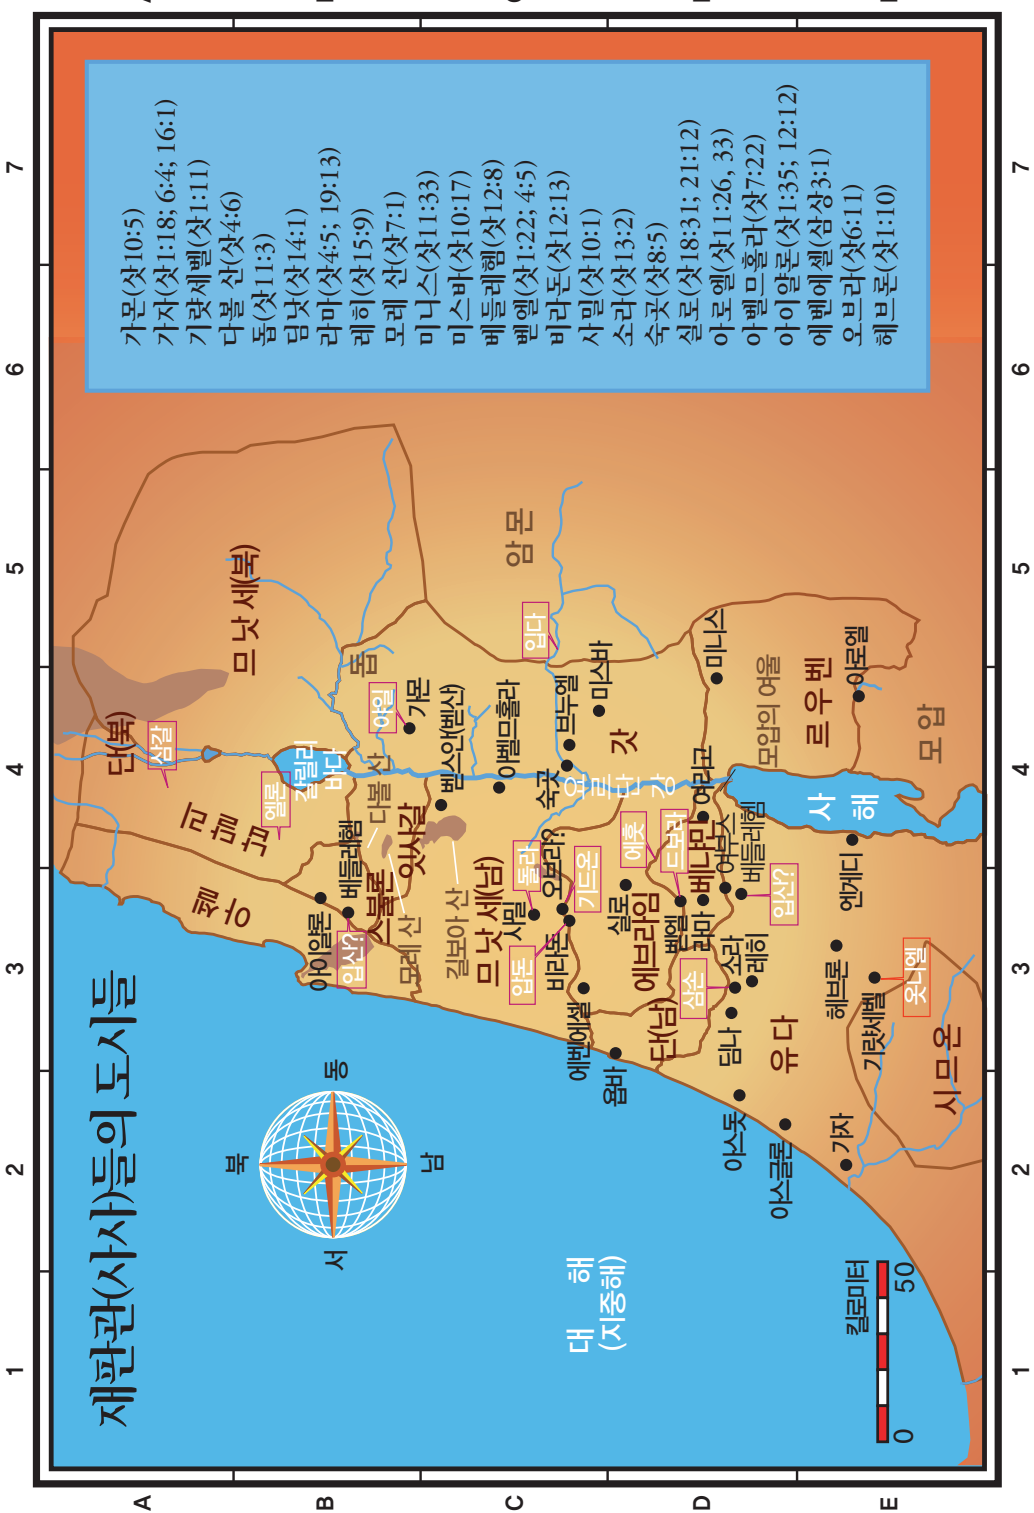 재판관(사사)들의 도시들
1
2
3
4
5
6
7
A
B
C
D
E
북
동
서
남
대 해
(지중해)
킬로미터
0
50
단(북)
삼갈
므낫세(북)
납달리
엘론
갈릴리
바다
아셀
아이알론
베들레헴
입산?
스불론
다볼 산
잇사갈
모레 산
돕
야일
가몬
벧스안(벧산)
길보아 산
므낫세(남)
아벨므홀라
암몬
입다
사밀
돌라
오브라?
기드온
압돈
비라돈
숙곳
브누엘
미스바
갓
요르단 강
에벤에셀
욥바
실로
에브라임
에훗
드보라
벧엘
라마
베냐민
여리고
여부스
베들레헴
입산?
단(남)
삼손
소라
레히
딤나
유다
미니스
모압의 여울
르우벤
아로엘
모압
사
해
엔게디
헤브론
기럇세벨
옷니엘
시므온
아스돗
아스글론
가자
가몬(삿10:5)
가자(삿1:18; 6:4; 16:1)
기럇세벨(삿1:11)
다볼 산(삿4:6)
돕(삿11:3)
딤낫(삿14:1)
라마(삿4:5; 19:13)
레히(삿15:9)
모레 산(삿7:1)
미니스(삿11:33)
미스바(삿10:17)
베들레헴(삿12:8)
벧엘(삿1:22; 4:5)
비라돈(삿12:13)
사밀(삿10:1)
소라(삿13:2)
숙곳(삿8:5)
실로(삿18:31; 21:12)
아로엘(삿11:26, 33)
아벨므홀라(삿7:22)
아이얄론(삿1:35; 12:12)
에벤에셀(삼상3:1)
오브라(삿6:11)
헤브론(삿1:10)
1
2
3
4
5
6
7